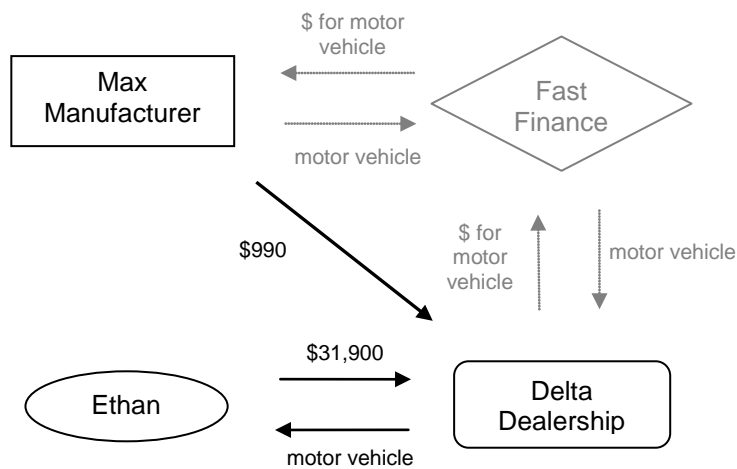 $ for motor
vehicle
Max
Manufacturer
Fast
Finance
motor vehicle
$990
$ for
motor
vehicle
motor vehicle
$31,900
Ethan
Delta
Dealership
motor vehicle